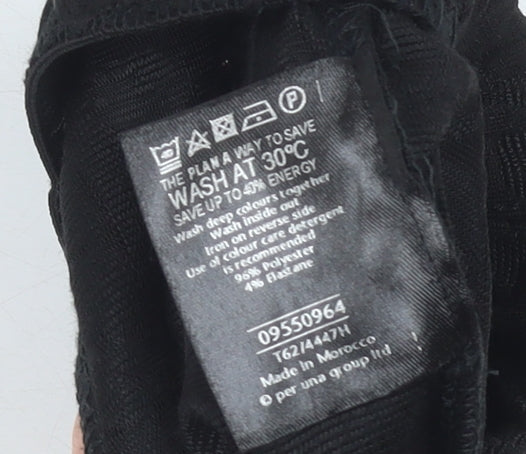 40 P
THE PLAN A WAY TO SAVE
WASH AT 30°C
SAVE UP TO 40% ENERGY
Wash deep colours together
Wash inside out
Iron on reverse side
Use of colour care detergent
is recommended
96% Polyester
4% Elastane
09550964
T62/4447H
Made in Morocco
© per una group ltd